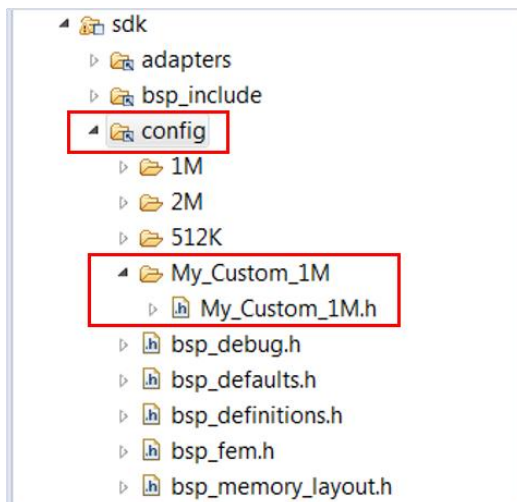 sdk
adapters
bsp_include
config
1M
2M
512K
My_Custom_1M
My_Custom_1M.h
bsp_debug.h
bsp_defaults.h
bsp_definitions.h
bsp_fem.h
bsp_memory_layout.h